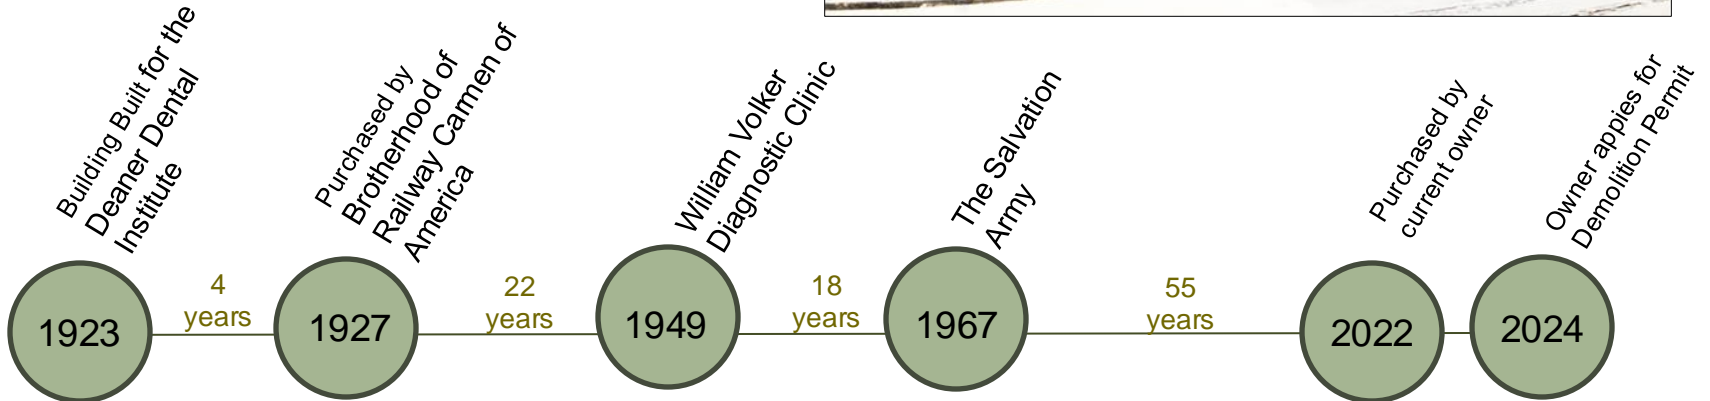 Building Built for the
Deaner Dental
Institute
Purchased by
Brotherhood of
Railway Carmen of
America
William Volker
Diagnostic Clinic
The Salvation
Army
Purchased by
current owner
Owner appies for
Demolition Permit
1923
4
years
1927
22
years
1949
18
years
1967
55
years
2022
2024